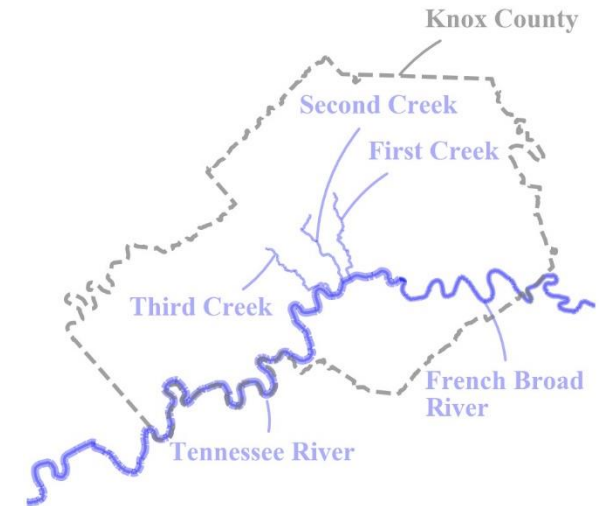 Knox County
Second Creek
First Creek
Third Creek
French Broad
River
Tennessee River